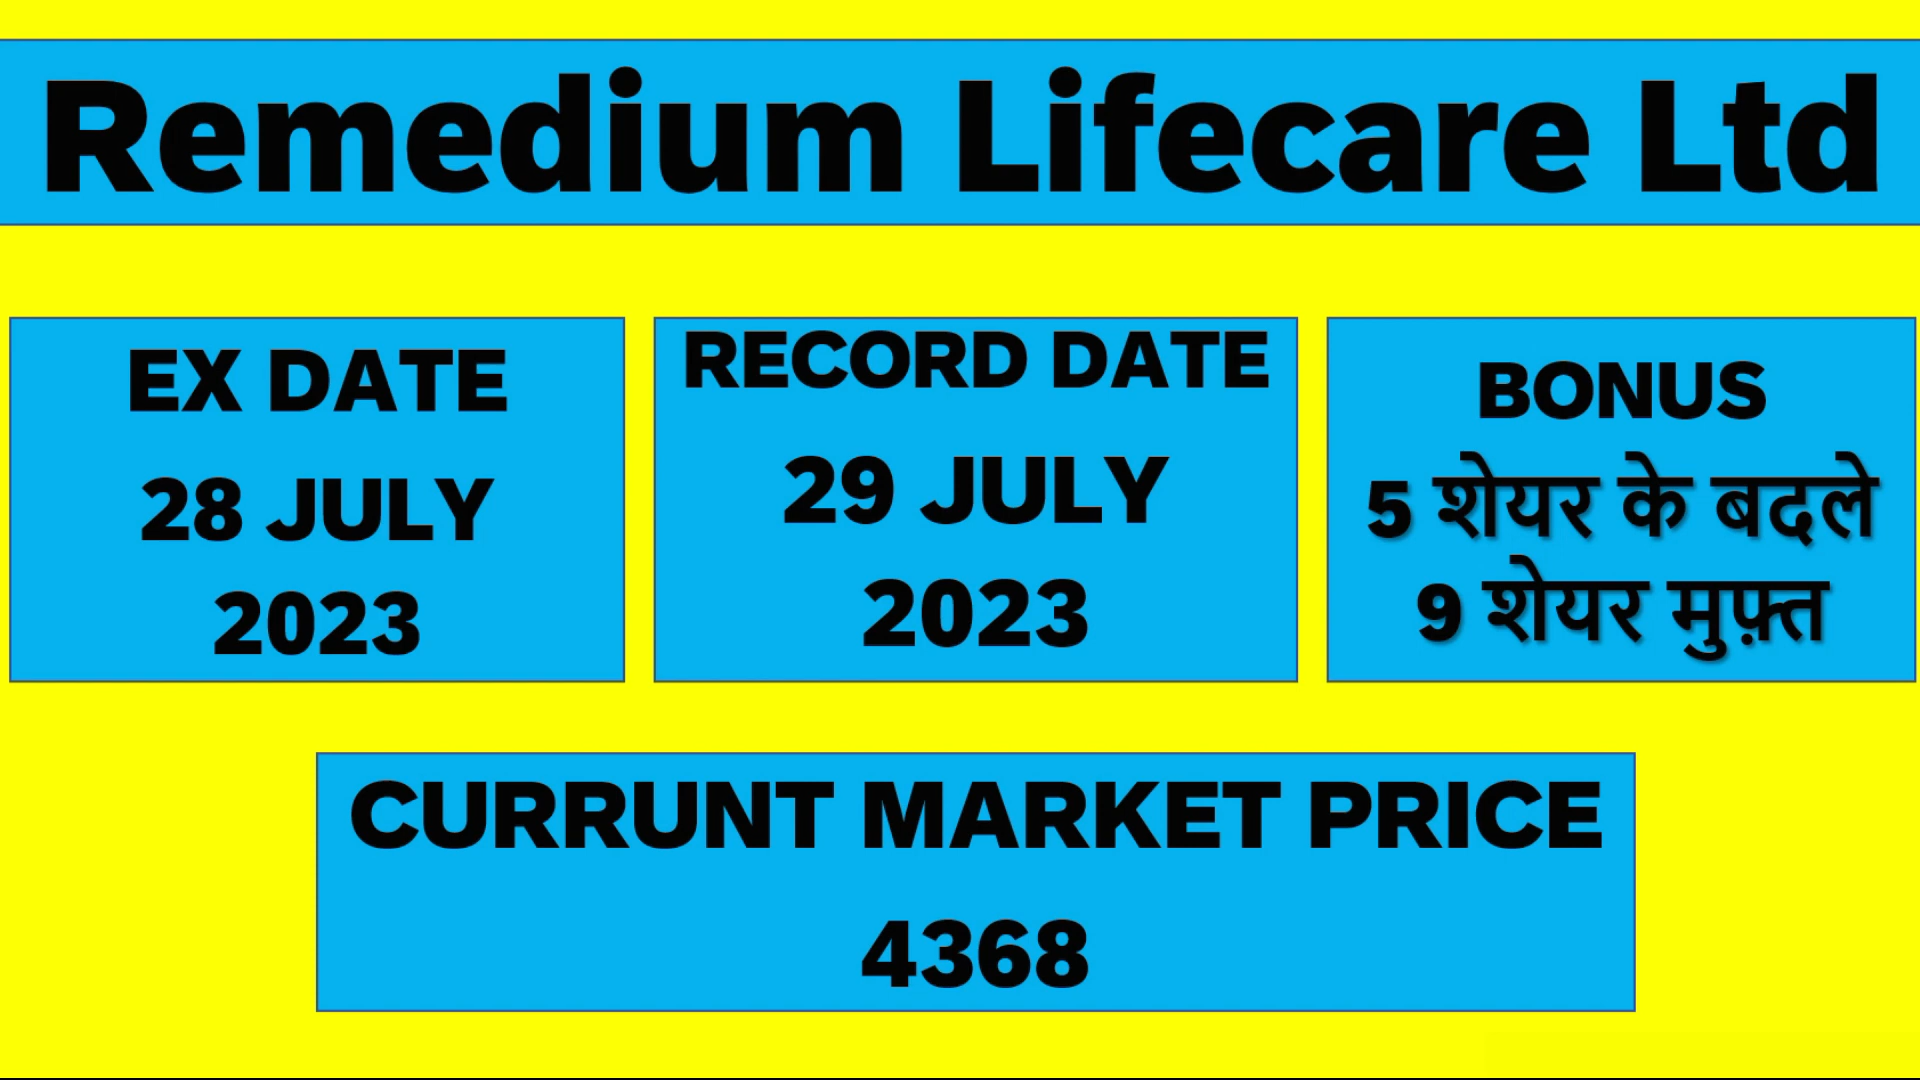 Remedium Lifecare Ltd
EX DATE
28 JULY
2023
RECORD DATE
29 JULY
2023
BONUS
5 शेयर के बदले
9 शेयर मुफ़्त
CURRUNT MARKET PRICE
4368